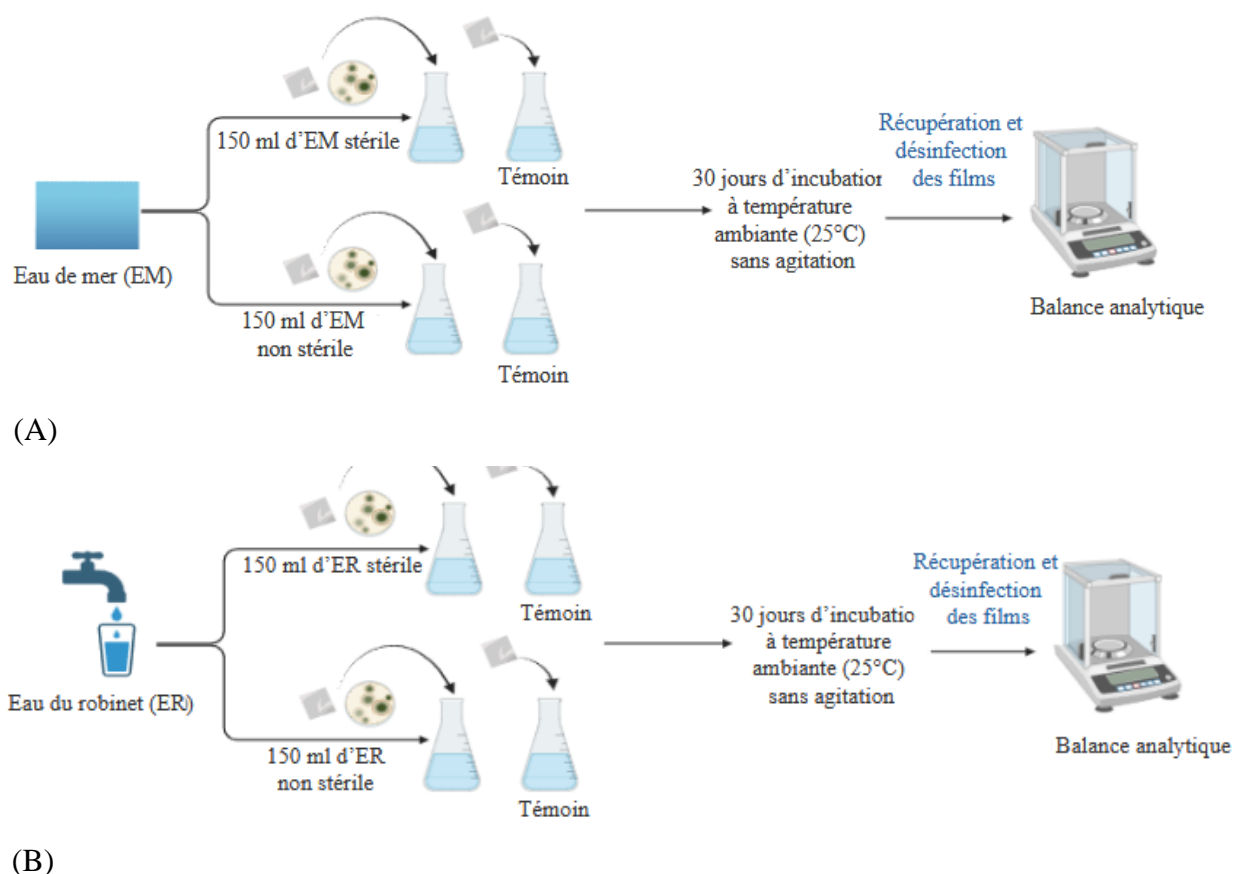 150 ml d'EM stérile
Témoin
Eau de mer (EM)
150 ml d'EM
non stérile
Témoin
30 jours d'incubation
à température
ambiante (25°C)
sans agitation
Récupération et
désinfection
des films
Balance analytique
(A)
150 ml d'ER stérile
Témoin
Eau du robinet (ER)
150 ml d'ER
non stérile
Témoin
30 jours d'incubatio
à température
ambiante (25°C)
sans agitation
Récupération et
désinfection
des films
Balance analytique
(B)